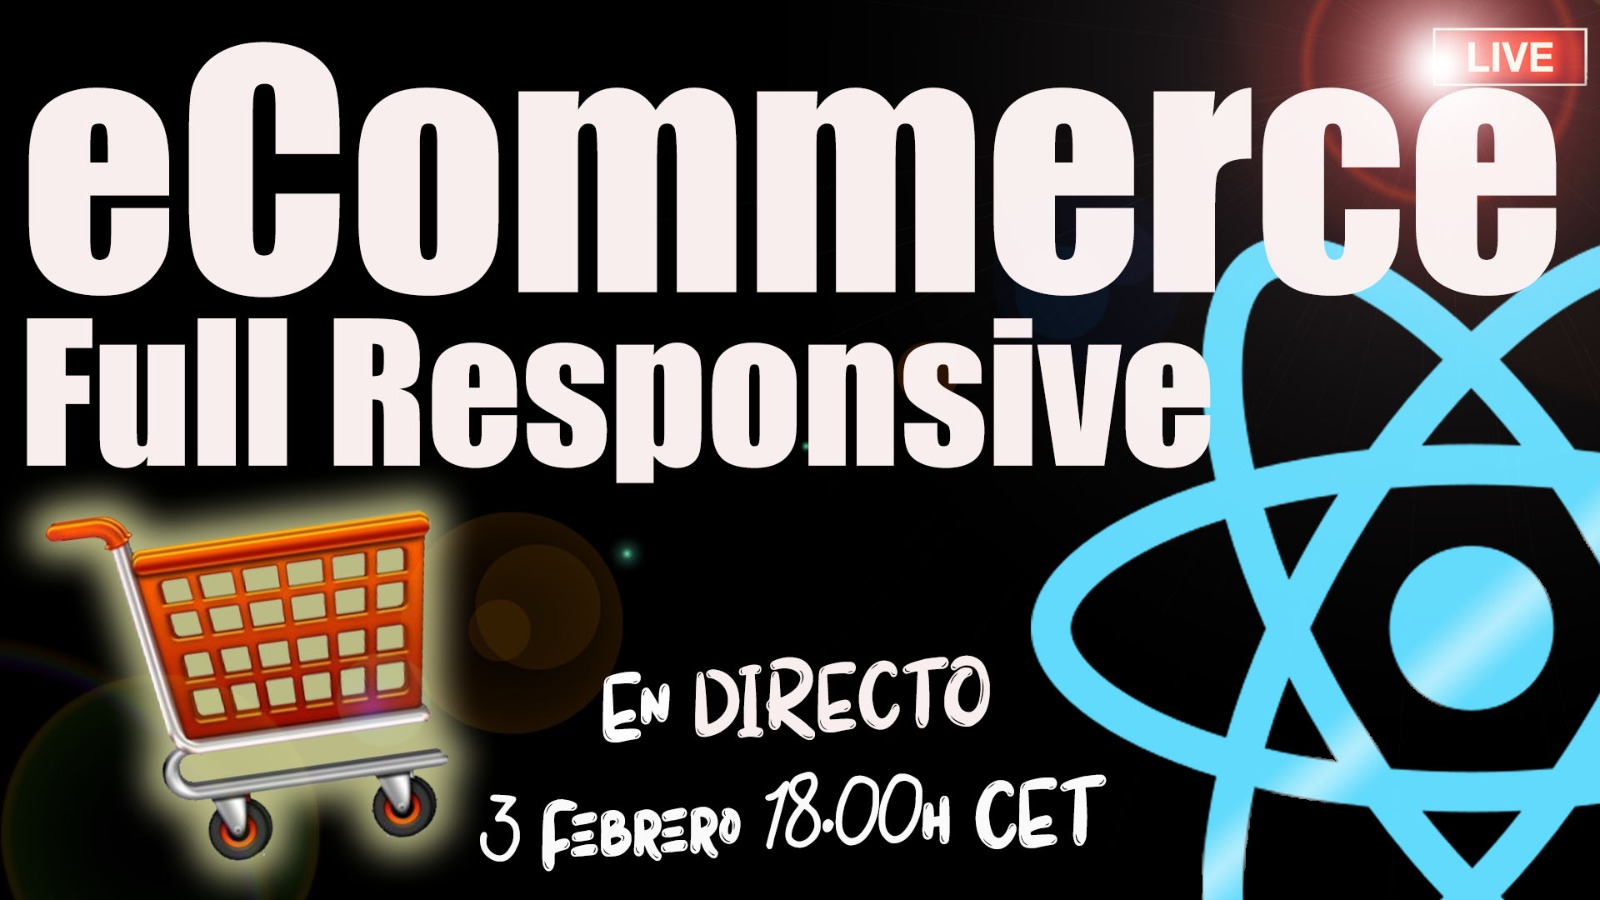 LIVE
eCommerce
Full Responsive
En DIRECTO
3 FEBRERO 18.00H CET